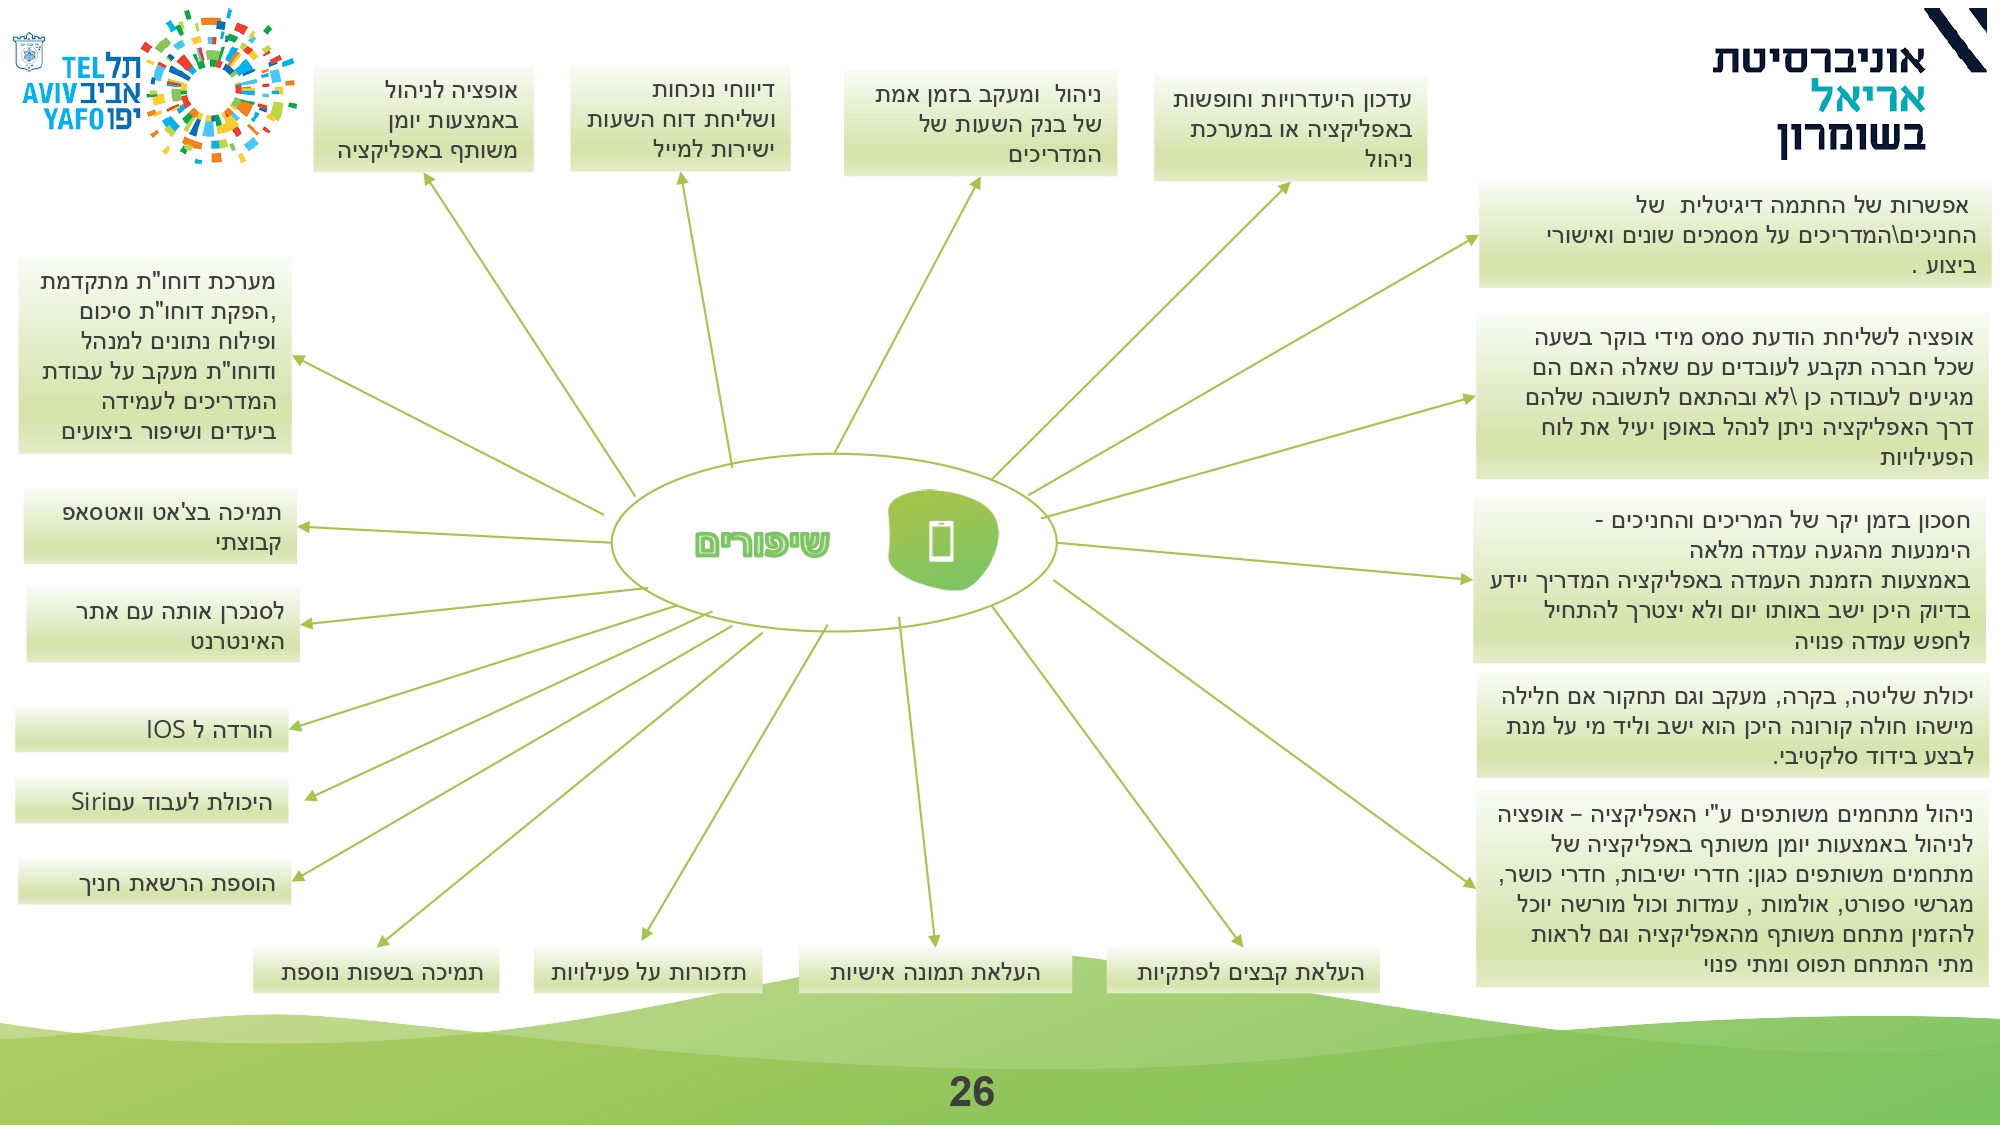 תל
אביב
יפו
TEL
AVIV
YAFO
אוניברסיטת
אריאל
בשומרון
אופציה לניהול
באמצעות יומן
משותף באפליקציה
דיווחי נוכחות
ושליחת דוח השעות
ישירות למייל
ניהול  ומעקב בזמן אמת
של בנק השעות של
המדריכים
עדכון היעדרויות וחופשות
באפליקציה או במערכת
ניהול
אפשרות של החתמה דיגיטלית  של
החניכים\המדריכים על מסמכים שונים ואישורי
ביצוע .
אופציה לשליחת הודעת סמס מידי בוקר בשעה
שכל חברה תקבע לעובדים עם שאלה האם הם
מגיעים לעבודה כן \לא ובהתאם לתשובה שלהם
דרך האפליקציה ניתן לנהל באופן יעיל את לוח
הפעילויות
חסכון בזמן יקר של המריכים והחניכים -
הימנעות מהגעה עמדה מלאה
באמצעות הזמנת העמדה באפליקציה המדריך יידע
בדיוק היכן ישב באותו יום ולא יצטרך להתחיל
לחפש עמדה פנויה
יכולת שליטה, בקרה, מעקב וגם תחקור אם חלילה
מישהו חולה קורונה היכן הוא ישב וליד מי על מנת
לבצע בידוד סלקטיבי.
ניהול מתחמים משותפים ע"י האפליקציה – אופציה
לניהול באמצעות יומן משותף באפליקציה של
מתחמים משותפים כגון: חדרי ישיבות, חדרי כושר,
מגרשי ספורט, אולמות , עמדות וכול מורשה יוכל
להזמין מתחם משותף מהאפליקציה וגם לראות
מתי המתחם תפוס ומתי פנוי
מערכת דוחו"ת מתקדמת
,הפקת דוחו"ת סיכום
ופילוח נתונים למנהל
ודוחו"ת מעקב על עבודת
המדריכים לעמידה
ביעדים ושיפור ביצועים
תמיכה בצ'אט וואטסאפ
קבוצתי
לסנכרן אותה עם אתר
האינטרנט
הורדה ל IOS
היכולת לעבוד עםSiri
הוספת הרשאת חניך
שיפורים
תמיכה בשפות נוספת
תזכורות על פעילויות
העלאת תמונה אישיות
העלאת קבצים לפתקיות
26